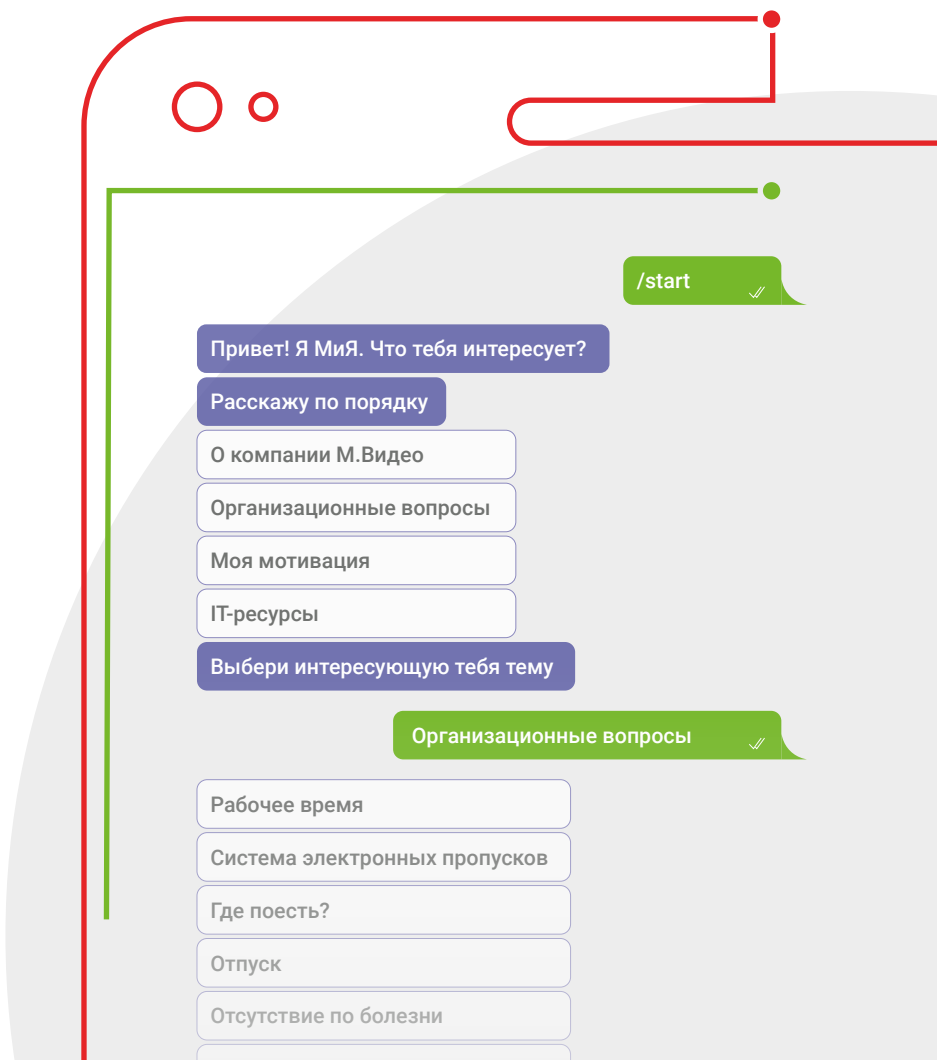 /start
Привет! Я МиЯ. Что тебя интересует?
Расскажу по порядку
О компании М.Видео
Организационные вопросы
Моя мотивация
IT-ресурсы
Выбери интересующую тебя тему
Организационные вопросы
Рабочее время
Система электронных пропусков
Где поесть?
Отпуск
Отсутствие по болезни